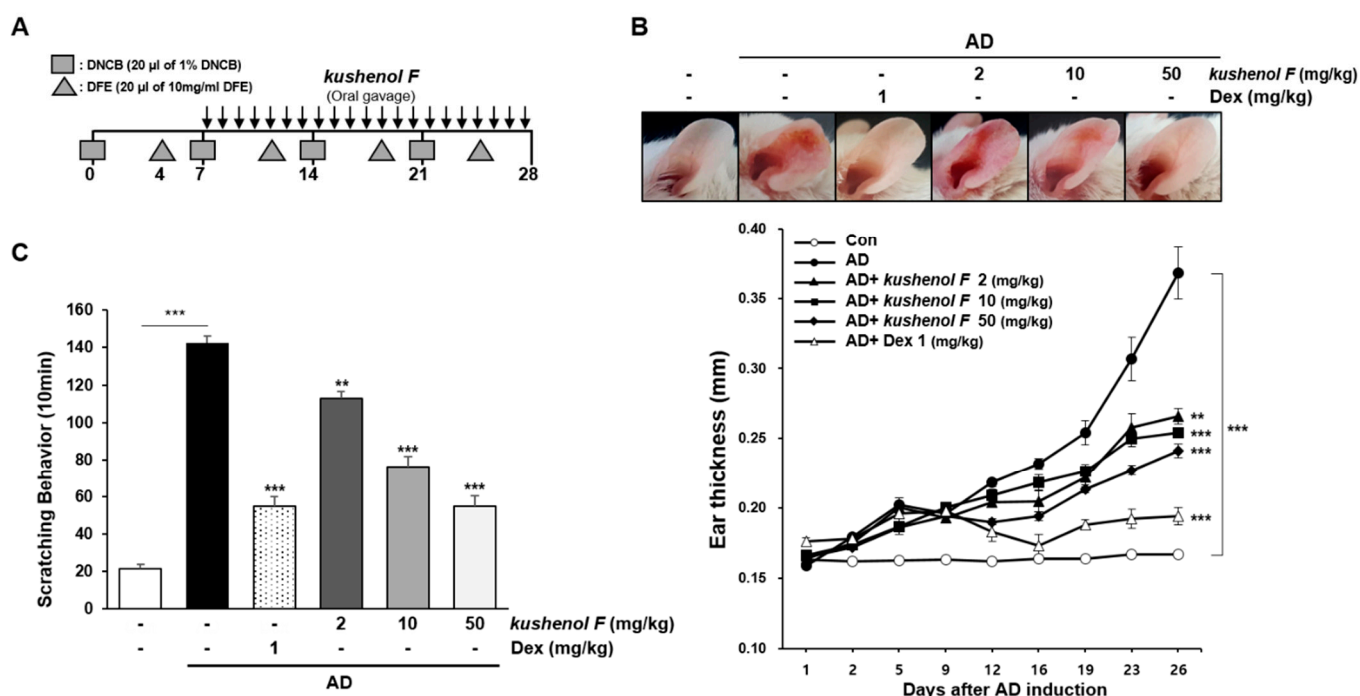 A
: DNCB (20 µl of 1% DNCB)
: DFE (20 µl of 10mg/ml DFE)
kushenol F
(Oral gavage)
0 4 7 14 21 28
B
AD
- - - 2 10 50 kushenol F (mg/kg)
- - 1 - - - Dex (mg/kg)
0.40
0.35
0.30
0.25
0.20
0.15
0.10
Ear thickness (mm)
Con
AD
AD+ kushenol F 2 (mg/kg)
AD+ kushenol F 10 (mg/kg)
AD+ kushenol F 50 (mg/kg)
AD+ Dex 1 (mg/kg)
**
***
***
***
***
1 2 5 9 12 16 19 23 26
Days after AD induction
C
160
140
120
100
80
60
40
20
0
Scratching Behavior (10min)
***
***
**
***
***
- - - 2 10 50 kushenol F (mg/kg)
- - 1 - - - Dex (mg/kg)
AD